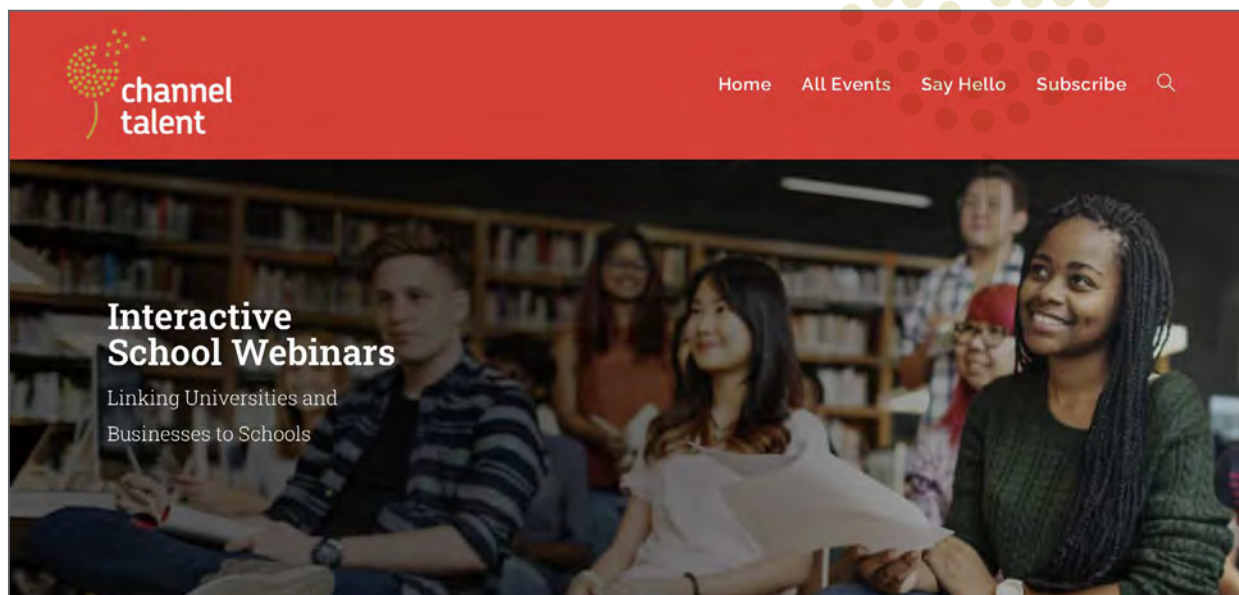 channel
talent
Home All Events Say Hello Subscribe
Interactive
School Webinars
Linking Universities and
Businesses to Schools